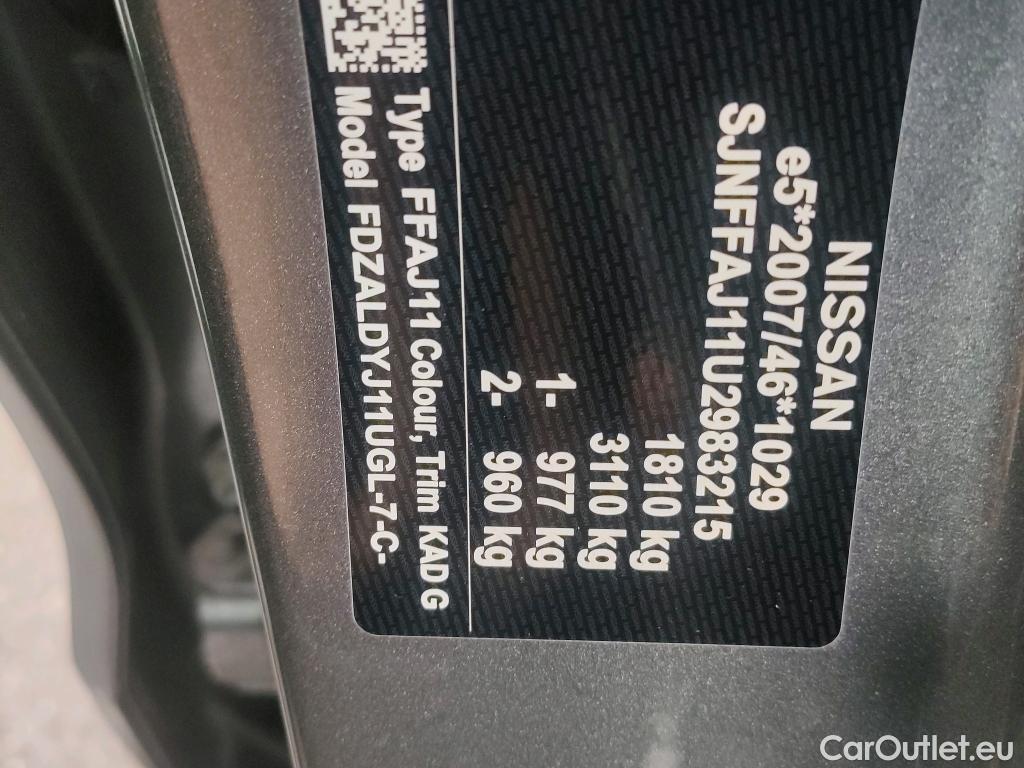 NISSAN
e5*2007/46*1029
SJNFFAJ11U2983215
1810 kg
3110 kg
1- 977 kg
2- 960 kg
Type FFAJ11 Colour, Trim KAD G
Model FDZALDYJ11UGL-7-C-
CarOutlet.eu